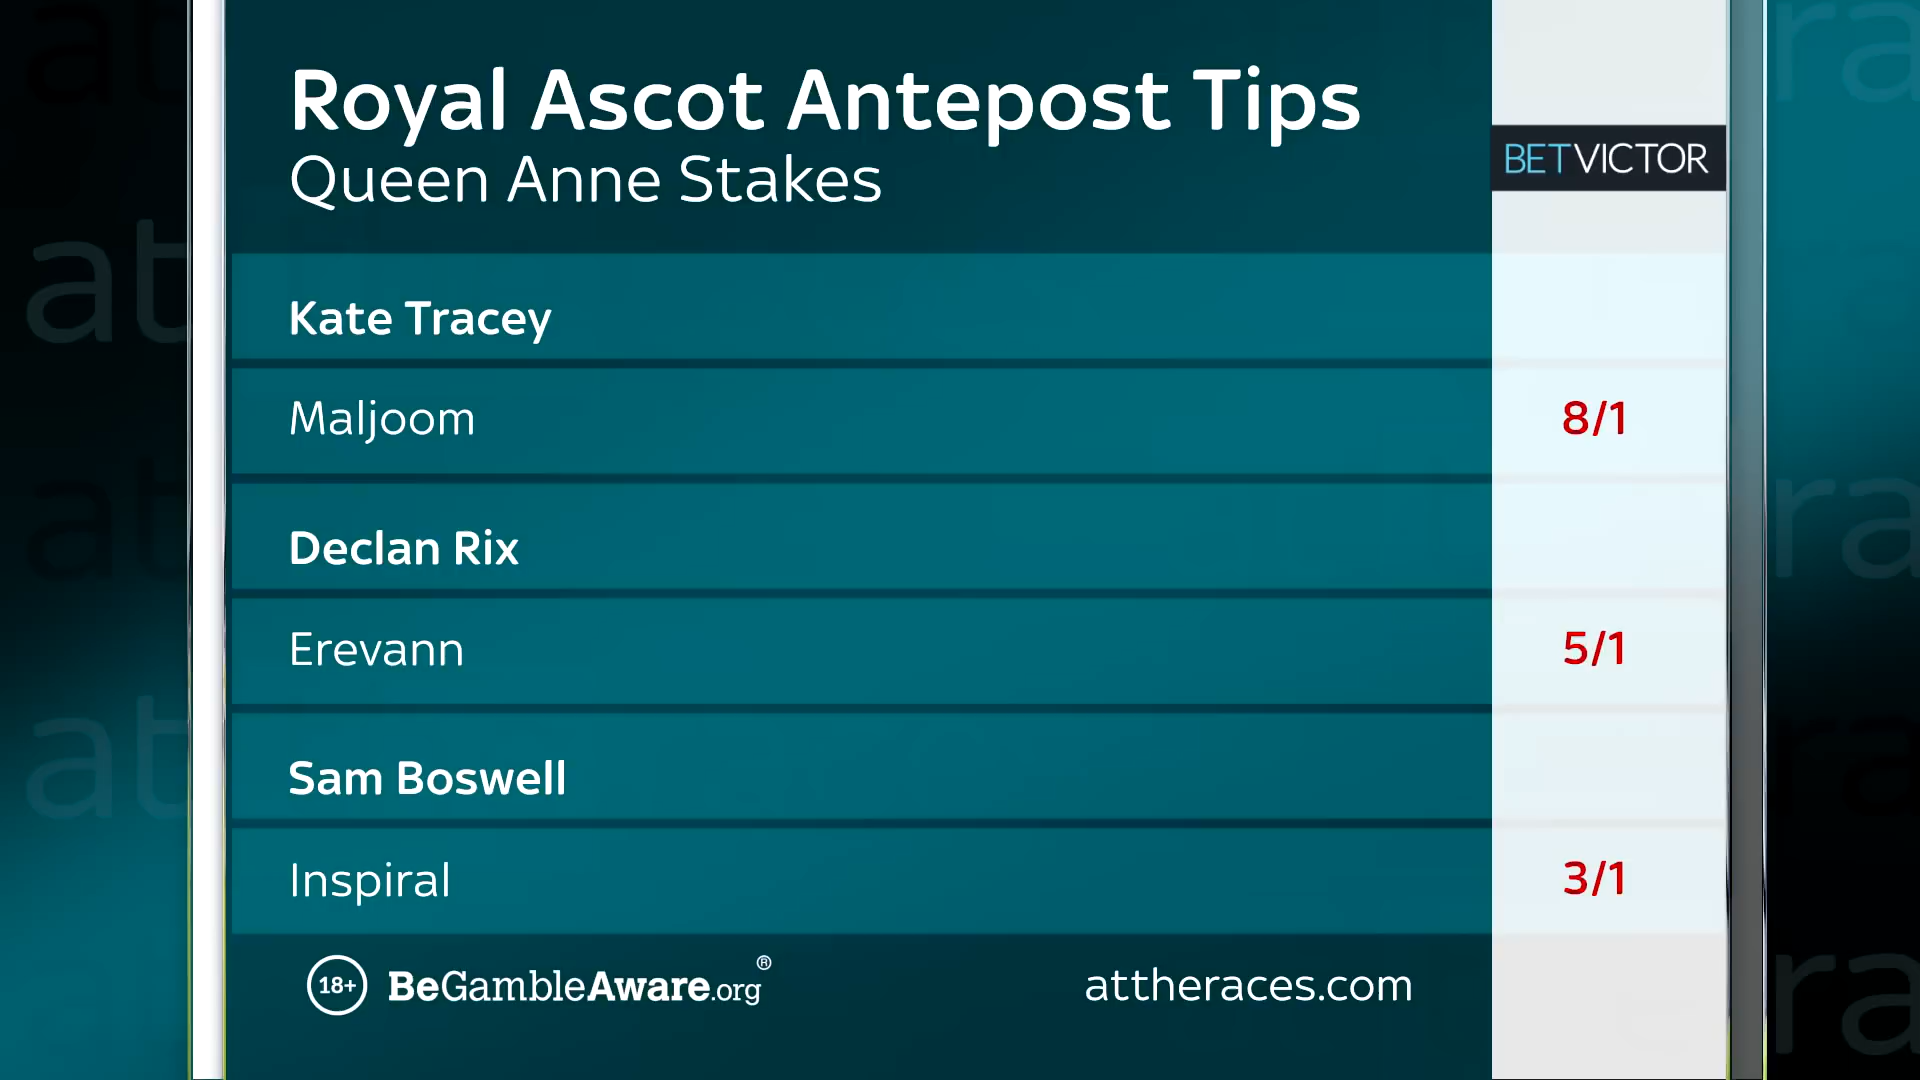 Royal Ascot Antepost Tips
Queen Anne Stakes
BETVICTOR
Kate Tracey
Maljoom 8/1
Declan Rix
Erevann 5/1
Sam Boswell
Inspiral 3/1
18+ BeGambleAware.org® attheraces.com